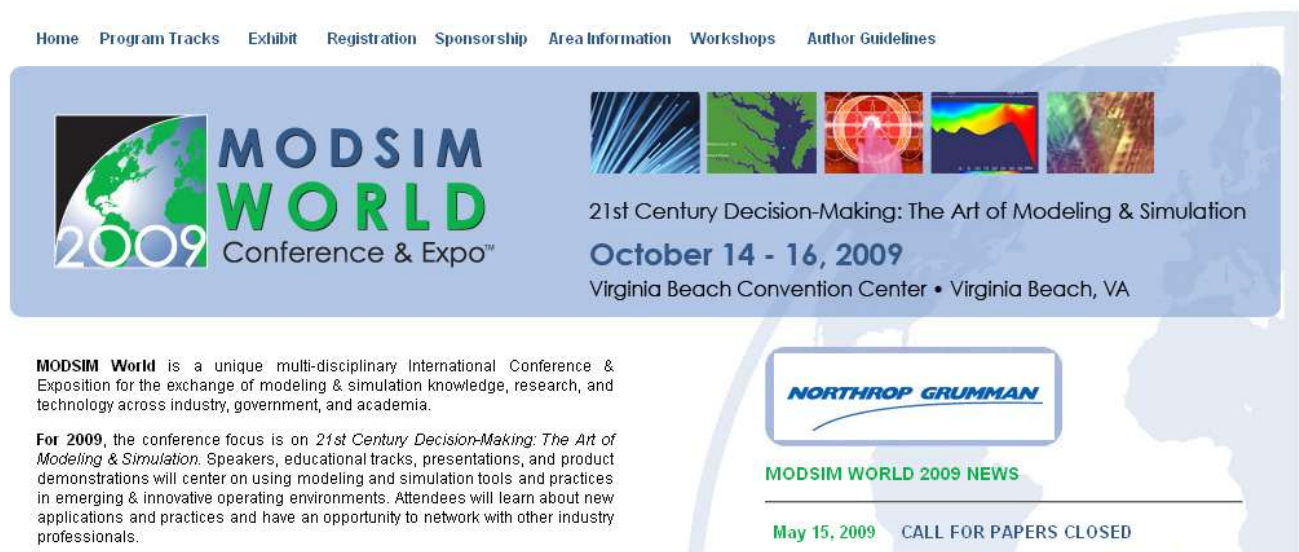 Home Program Tracks Exhibit Registration Sponsorship Area Information Workshops Author Guidelines
2009
MODSIM
WORLD
Conference & Expo™
21st Century Decision-Making: The Art of Modeling & Simulation
October 14 - 16, 2009
Virginia Beach Convention Center • Virginia Beach, VA
MODSIM World is a unique multi-disciplinary International Conference &
Exposition for the exchange of modeling & simulation knowledge, research, and
technology across industry, government, and academia.
For 2009, the conference focus is on 21st Century Decision-Making: The Art of
Modeling & Simulation. Speakers, educational tracks, presentations, and product
demonstrations will center on using modeling and simulation tools and practices
in emerging & innovative operating environments. Attendees will learn about new
applications and practices and have an opportunity to network with other industry
professionals.
NORTHROP GRUMMAN
MODSIM WORLD 2009 NEWS
May 15, 2009 CALL FOR PAPERS CLOSED